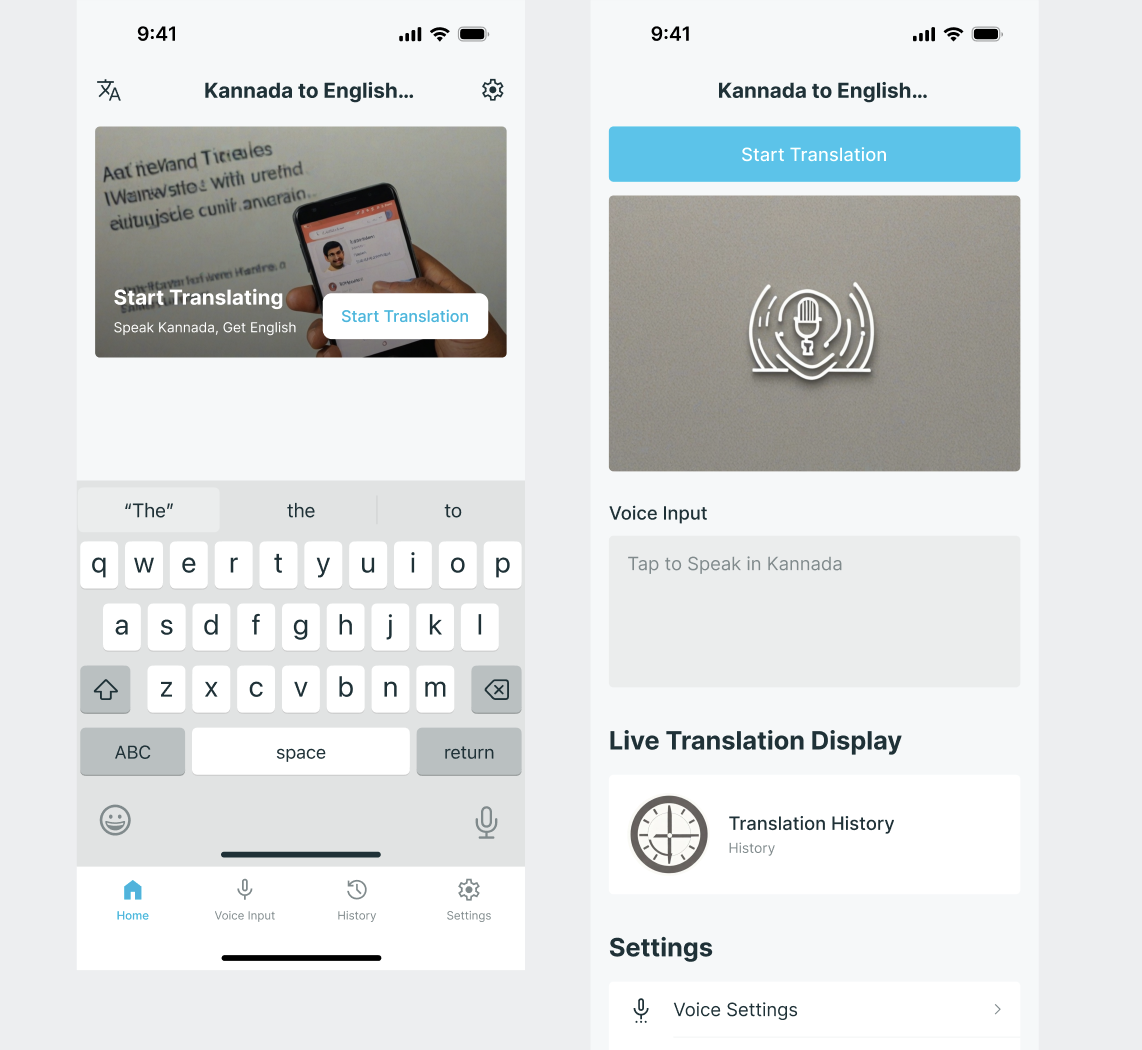 9:41
Kannada to English...
Start Translating
Speak Kannada, Get English
Start Translation
“The”
the
to
q w e r t y u i o p
a s d f g h j k l
z x c v b n m
ABC
space
return
Home
Voice Input
History
Settings
9:41
Kannada to English...
Start Translation
Voice Input
Tap to Speak in Kannada
Live Translation Display
Translation History
History
Settings
Voice Settings